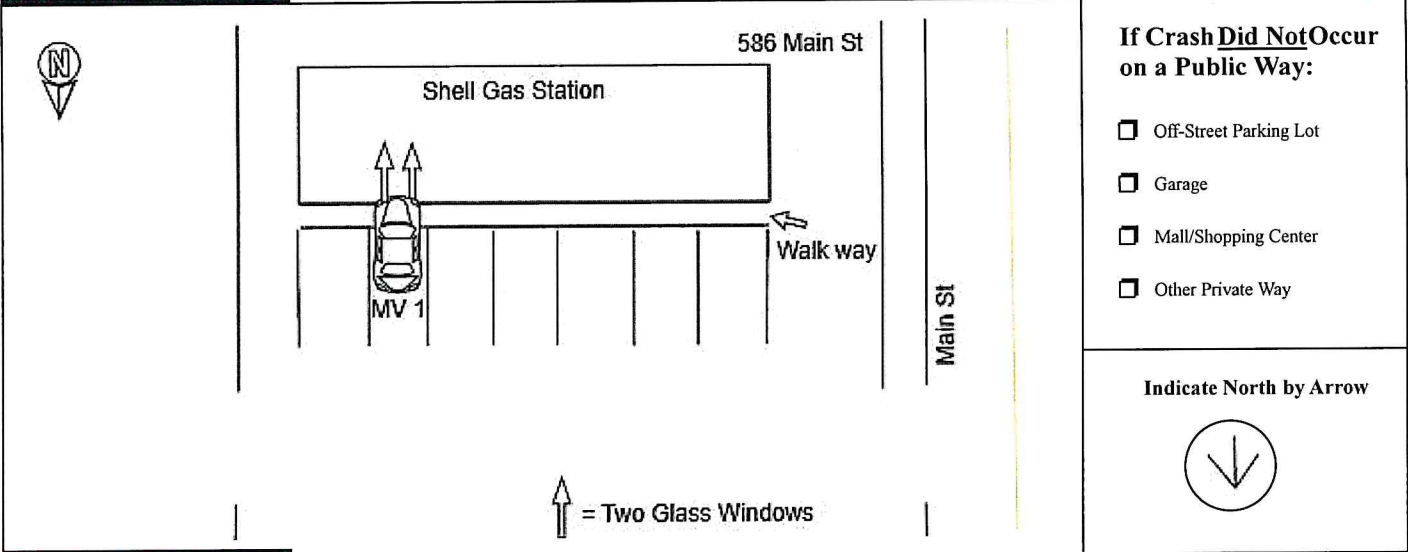 N
586 Main St
Shell Gas Station
Walk way
MV 1
Main St
= Two Glass Windows
If Crash Did Not Occur
on a Public Way:
Off-Street Parking Lot
Garage
Mall/Shopping Center
Other Private Way
Indicate North by Arrow